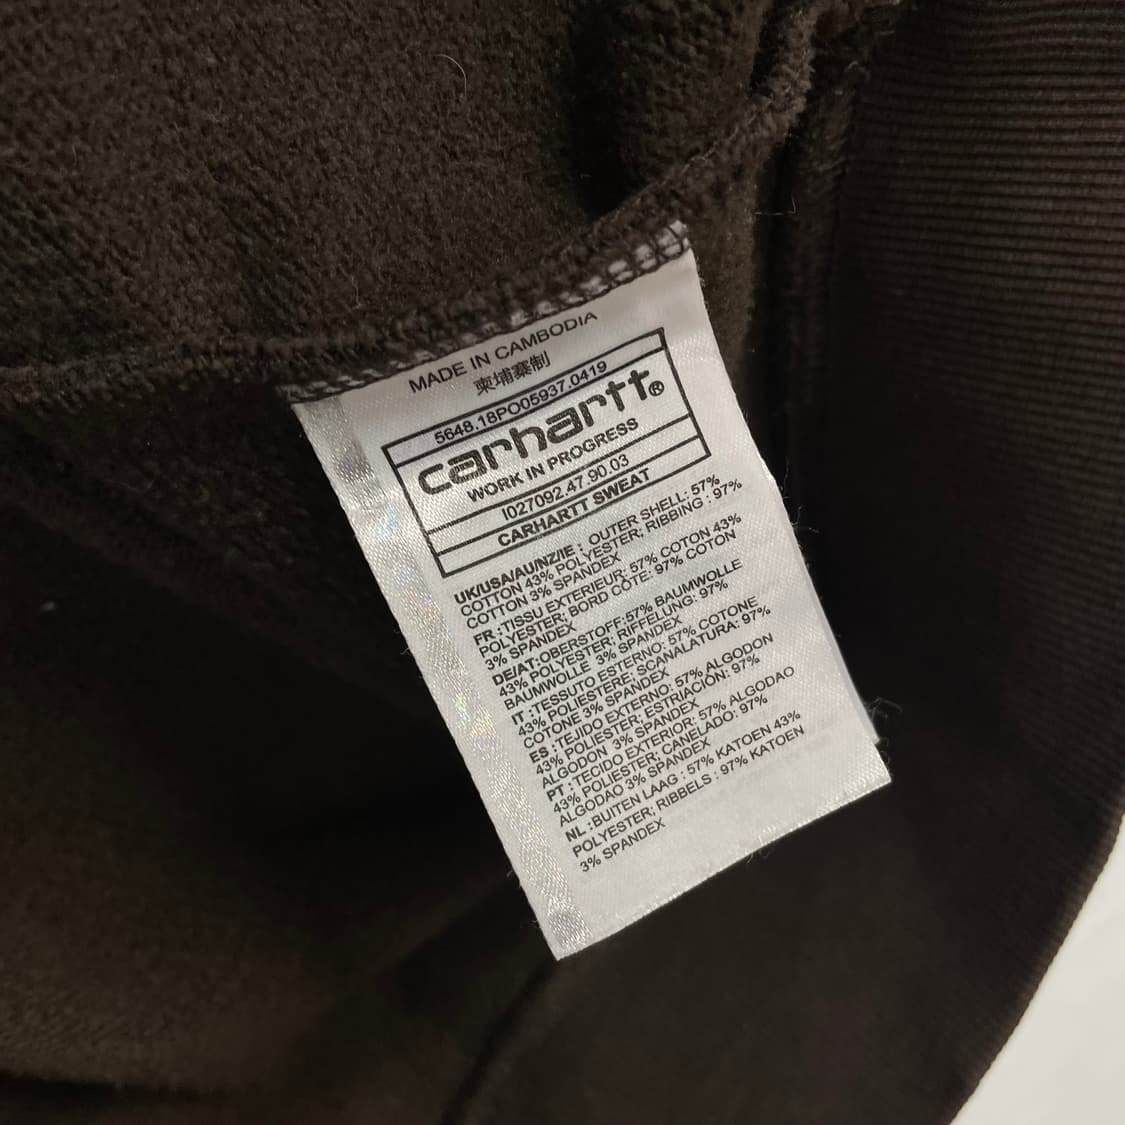 MADE IN CAMBODIA
柬埔寨制
5648.18PO05937.0419
carhartt®
WORK IN PROGRESS
I027092.47.90.03
CARHARTT SWEAT
UK/USA/AU/NZ/IE : OUTER SHELL: 57%
COTTON 43% POLYESTER; RIBBING : 97%
COTTON 3% SPANDEX
FR : TISSU EXTERIEUR: 57% COTON 43%
POLYESTER; BORD CÔTE: 97% COTON
3% SPANDEX
DE/AT:OBERSTOFF:57% BAUMWOLLE
43% POLYESTER; RIFFELUNG: 97%
BAUMWOLLE 3% SPANDEX
IT : TESSUTO ESTERNO: 57% COTONE
43% POLIESTERE; SCANALATURA: 97%
COTONE 3% SPANDEX
ES : TEJIDO EXTERNO: 57% ALGODON
43% POLIESTER; ESTRIACIÓN: 97%
ALGODON 3% SPANDEX
PT : TECIDO EXTERIOR: 57% ALGODAO
43% POLIESTER; CANELADO: 97%
ALGODAO 3% SPANDEX
NL :BUITEN LAAG : 57% KATOEN 43%
POLYESTER; RIBBELS : 97% KATOEN
3% SPANDEX